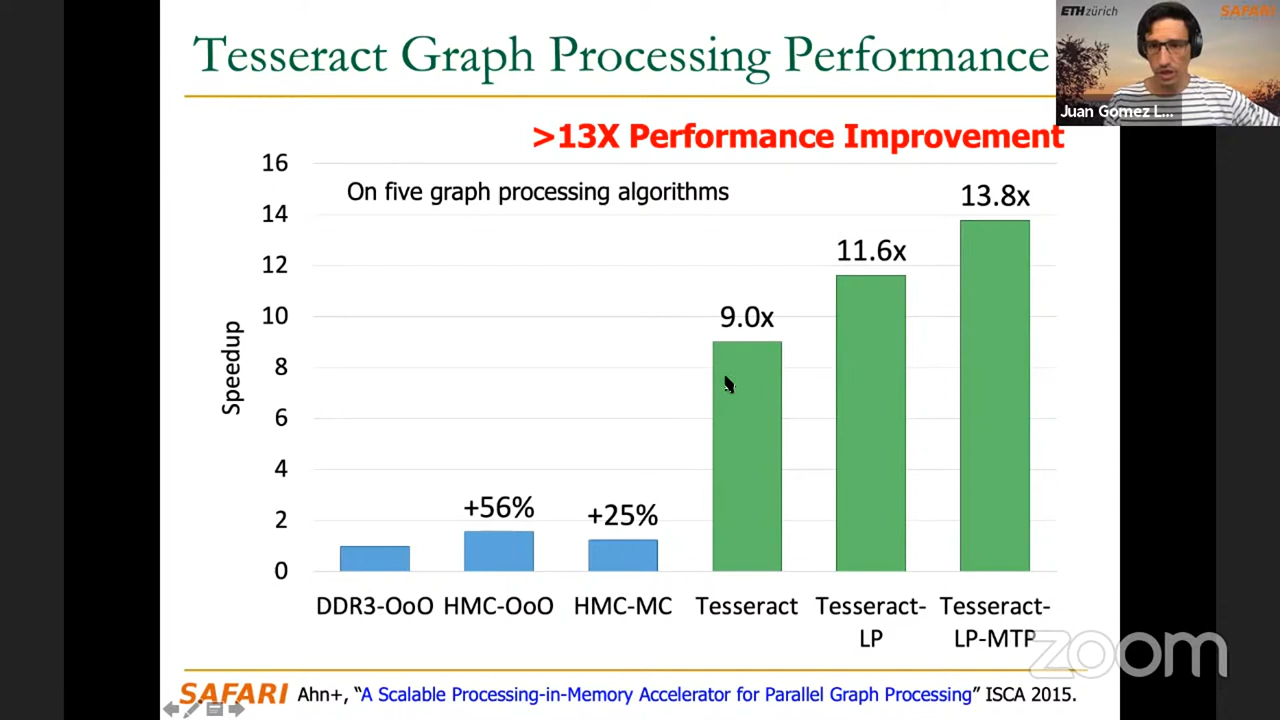 Tesseract Graph Processing Performance
ETH zürich
SAFARI
Juan Gomez L...
>13X Performance Improvement
On five graph processing algorithms
Speedup
16
14
12
10
8
6
4
2
0
+56%
+25%
9.0x
11.6x
13.8x
DDR3-OoO
HMC-OoO
HMC-MC
Tesseract
Tesseract-
LP
Tesseract-
LP-MTP
zoom
SAFARI Ahn+, “A Scalable Processing-in-Memory Accelerator for Parallel Graph Processing” ISCA 2015.